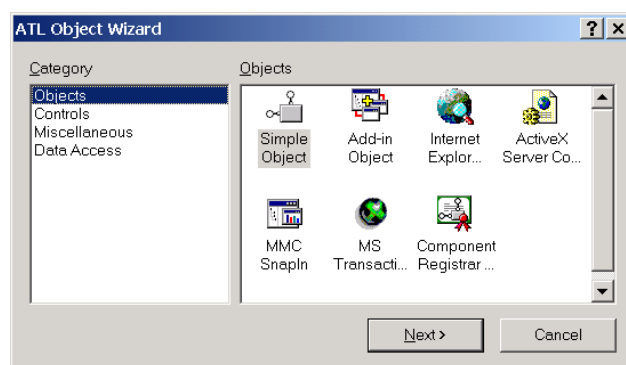 ATL Object Wizard
Category
Objects
Objects
Controls
Miscellaneous
Data Access
Simple
Object
Add-in
Object
Internet
Explor...
ActiveX
Server Co...
MMC
SnapIn
MS
Transacti...
Component
Registrar ...
Next >
Cancel